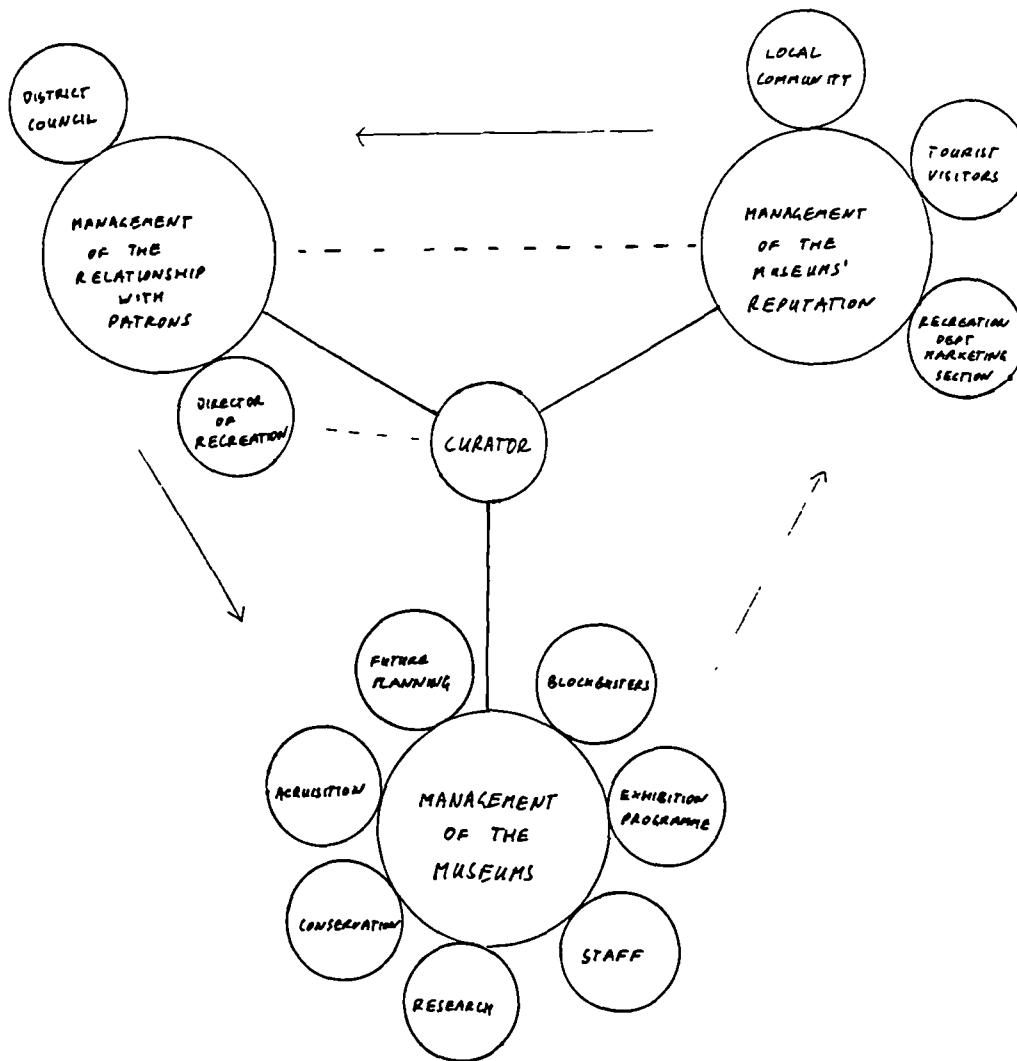 DISTRICT
COUNCIL
MANAGEMENT
OF THE
RELATIONSHIP
WITH
PATRONS
DIRECTOR
OF
RECREATION
LOCAL
COMMUNITY
TOURIST
VISITORS
MANAGEMENT
OF THE
MUSEUMS'
REPUTATION
RECREATION
DEPT
MARKETING
SECTION
CURATOR
FUTURE
PLANNING
BLOCKBUSTERS
ACQUISITION
EXHIBITION
PROGRAMME
MANAGEMENT
OF THE
MUSEUMS
CONSERVATION
STAFF
RESEARCH